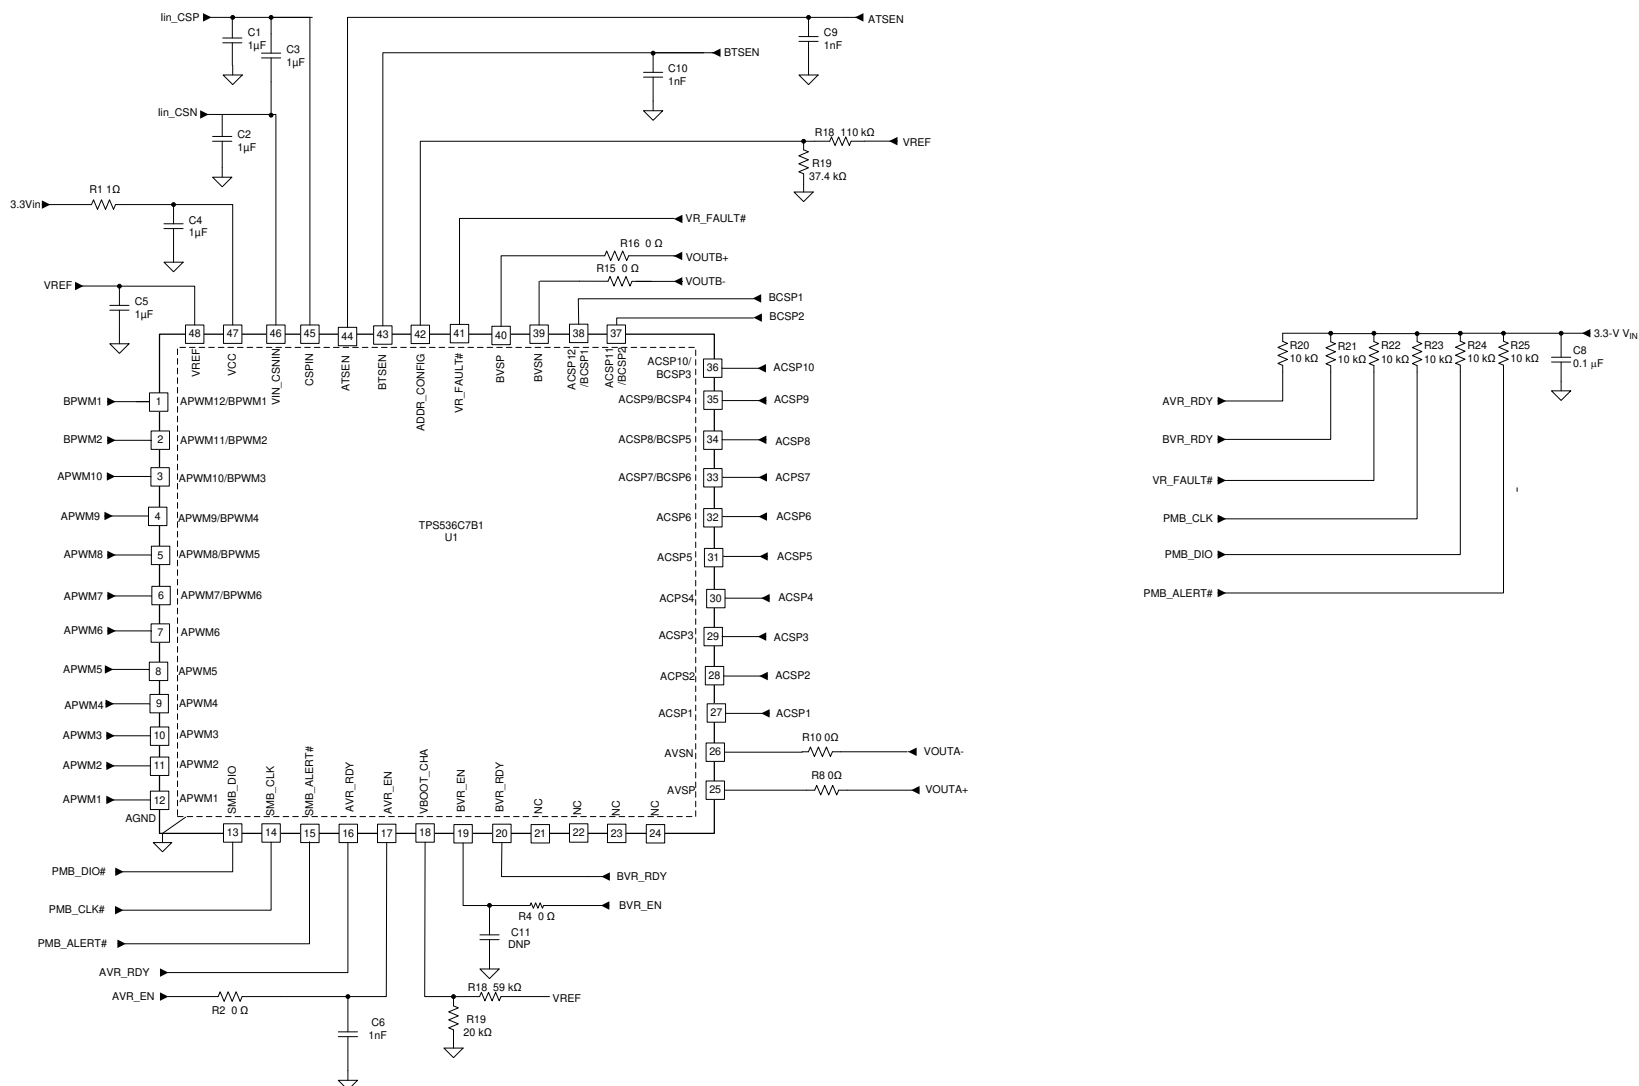 Iin_CSP
C1
1µF
C3
1µF
Iin_CSN
C2
1µF
R1 1Ω
3.3Vin
C4
1µF
VREF
C5
1µF
ATSEN
C9
1nF
BTSEN
C10
1nF
R18 110 kΩ
VREF
R19
37.4 kΩ
VR_FAULT#
R16 0 Ω
VOUTB+
R15 0 Ω
VOUTB-
BCSP1
BCSP2
48
47
46
45
44
43
42
41
40
39
38
37
VREF
VCC
VIN_CSNIN
CSPIN
ATSEN
BTSEN
ADDR_CONFIG
VR_FAULT#
BVSP
BVSN
ACSP12
/BCSP1
ACSP11
/BCSP2
BPWM1
1
APWM12/BPWM1
BPWM2
2
APWM11/BPWM2
APWM10
3
APWM10/BPWM3
APWM9
4
APWM9/BPWM4
APWM8
5
APWM8/BPWM5
APWM7
6
APWM7/BPWM6
APWM6
7
APWM6
APWM5
8
APWM5
APWM4
9
APWM4
APWM3
10
APWM3
APWM2
11
APWM2
APWM1
12
APWM1
AGND
TPS536C7B1
U1
ACSP10/
BCSP3
36
ACSP10
ACSP9/BCSP4
35
ACSP9
ACSP8/BCSP5
34
ACSP8
ACSP7/BCSP6
33
ACPS7
ACSP6
32
ACSP6
ACSP5
31
ACSP5
ACPS4
30
ACSP4
ACSP3
29
ACSP3
ACPS2
28
ACSP2
ACSP1
27
ACSP1
AVSN
26
R10 0Ω
VOUTA-
AVSP
25
R8 0Ω
VOUTA+
SMB_DIO
SMB_CLK
SMB_ALERT#
AVR_RDY
AVR_EN
VBOOT_CHA
BVR_EN
BVR_RDY
NC
NC
NC
NC
13
14
15
16
17
18
19
20
21
22
23
24
PMB_DIO#
PMB_CLK#
PMB_ALERT#
AVR_RDY
AVR_EN
R2 0 Ω
C6
1nF
BVR_RDY
R4 0 Ω
BVR_EN
C11
DNP
R18 59 kΩ
VREF
R19
20 kΩ
3.3-V VIN
R20
10 kΩ
R21
10 kΩ
R22
10 kΩ
R23
10 kΩ
R24
10 kΩ
R25
10 kΩ
C8
0.1 µF
AVR_RDY
BVR_RDY
VR_FAULT#
PMB_CLK
PMB_DIO
PMB_ALERT#